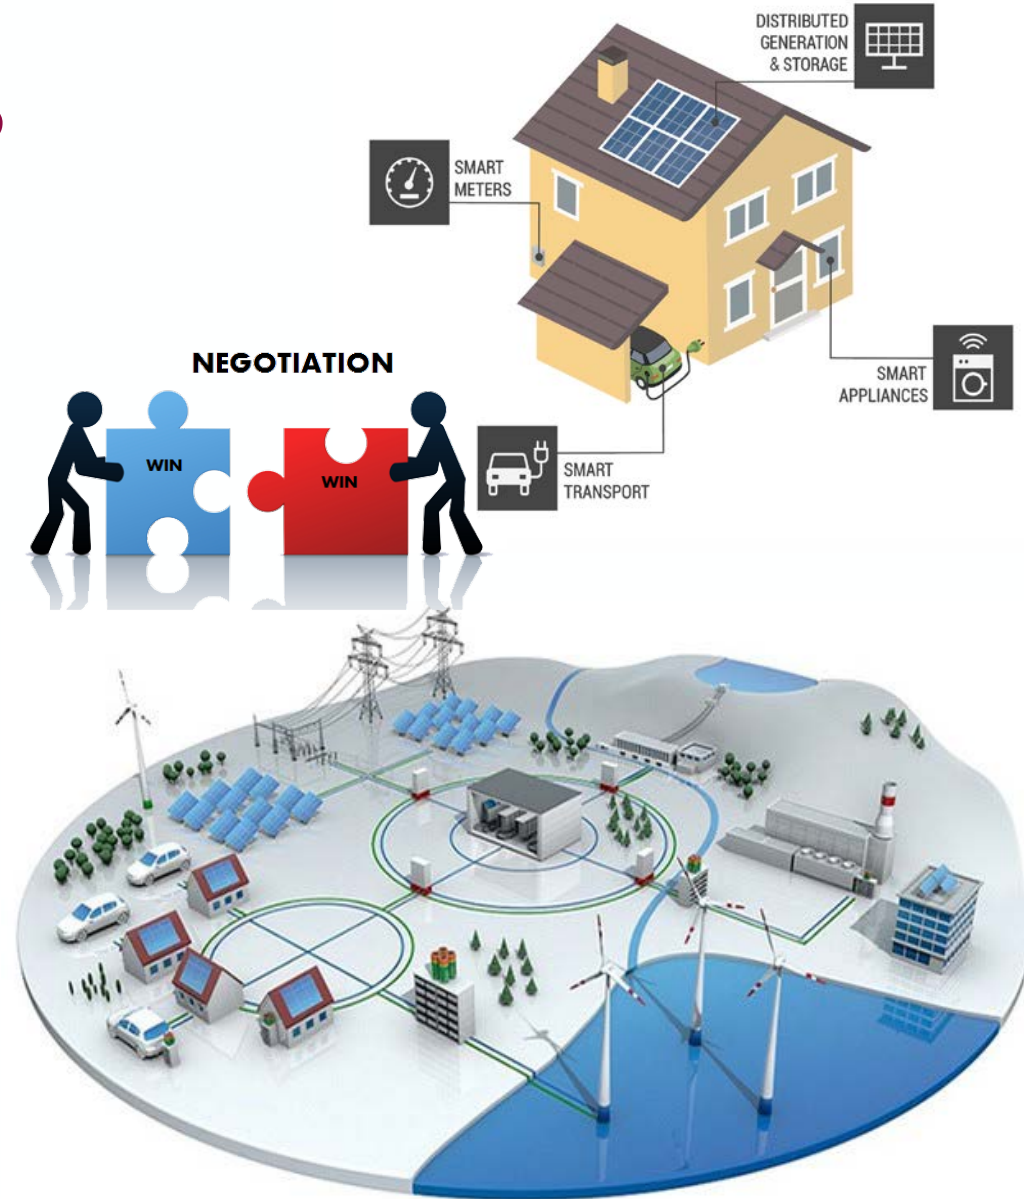 DISTRIBUTED
GENERATION
& STORAGE
SMART
METERS
NEGOTIATION
WIN
WIN
SMART
APPLIANCES
SMART
TRANSPORT